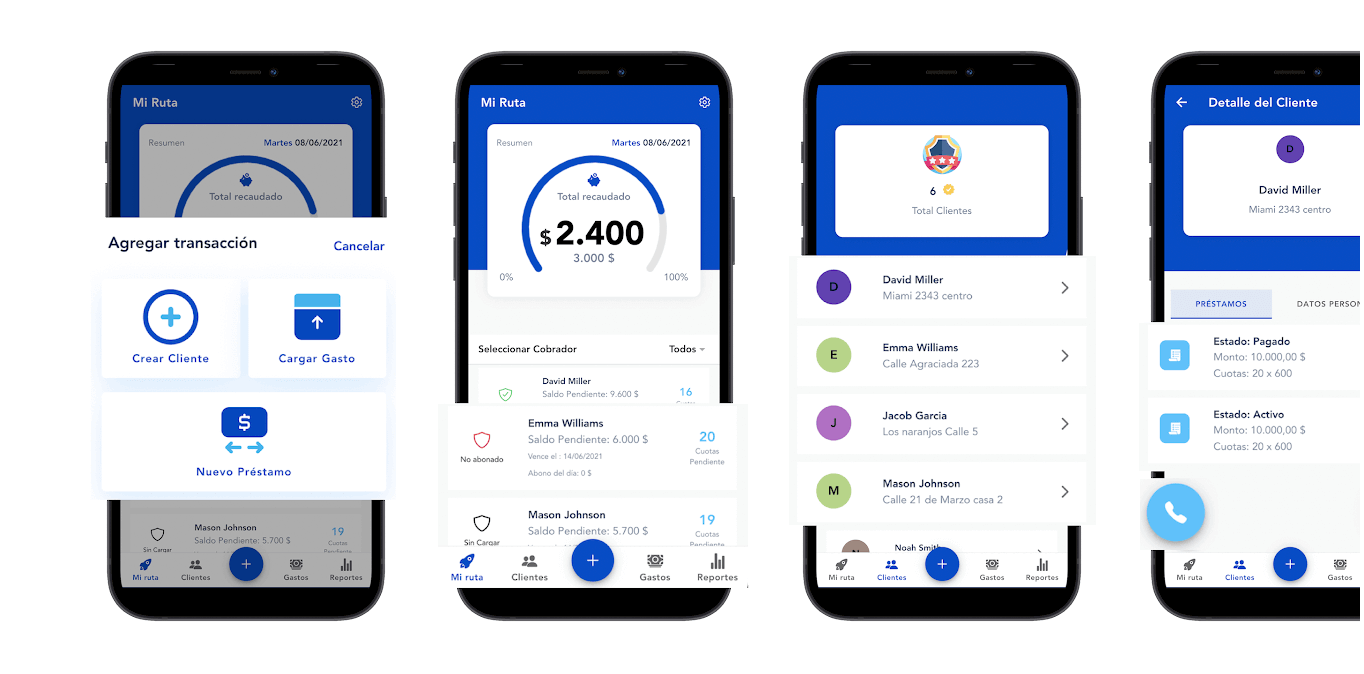 Mi Ruta
Resumen
Martes 08/06/2021
Total recaudado
Agregar transacción
Cancelar
Crear Cliente
Cargar Gasto
$
Nuevo Préstamo
Mason Johnson
Saldo Pendiente: 5.700 $
Sin Cargar
19
Cuotas
Mi ruta
Clientes
+
Gastos
Reportes
Mi Ruta
Resumen
Martes 08/06/2021
Total recaudado
$ 2.400
3.000 $
0%
100%
Seleccionar Cobrador
Todos
David Miller
Saldo Pendiente: 9.600 $
16
Emma Williams
Saldo Pendiente: 6.000 $
Vence el : 14/06/2021
Abono del día: 0 $
No abonado
20
Cuotas
Pendiente
Mason Johnson
Saldo Pendiente: 5.700 $
Sin Cargar
19
Cuotas
Pendiente
Mi ruta
Clientes
+
Gastos
Reportes
6
Total Clientes
D
David Miller
Miami 2343 centro
E
Emma Williams
Calle Agraciada 223
J
Jacob Garcia
Los naranjos Calle 5
M
Mason Johnson
Calle 21 de Marzo casa 2
Noah Smith
Mi ruta
Clientes
+
Gastos
Reportes
Detalle del Cliente
D
David Miller
Miami 2343 centro
PRÉSTAMOS
DATOS PERSON
Estado: Pagado
Monto: 10.000,00 $
Cuotas: 20 x 600
Estado: Activo
Monto: 10.000,00 $
Cuotas: 20 x 600
Mi ruta
Clientes
+
Gastos